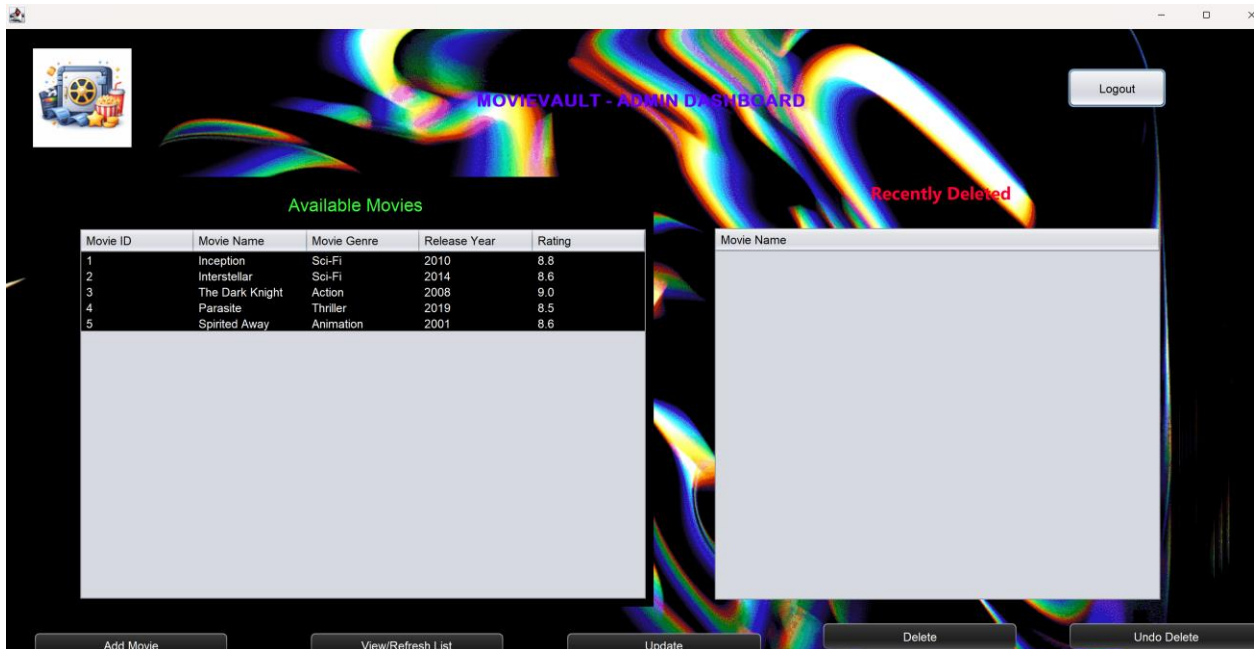 MOVIEVAULT - ADMIN DASHBOARD
Logout
Available Movies
Recently Deleted
Movie ID Movie Name Movie Genre Release Year Rating
1 Inception Sci-Fi 2010 8.8
2 Interstellar Sci-Fi 2014 8.6
3 The Dark Knight Action 2008 9.0
4 Parasite Thriller 2019 8.5
5 Spirited Away Animation 2001 8.6
Movie Name
Add Movie
View/Refresh List
Update
Delete
Undo Delete